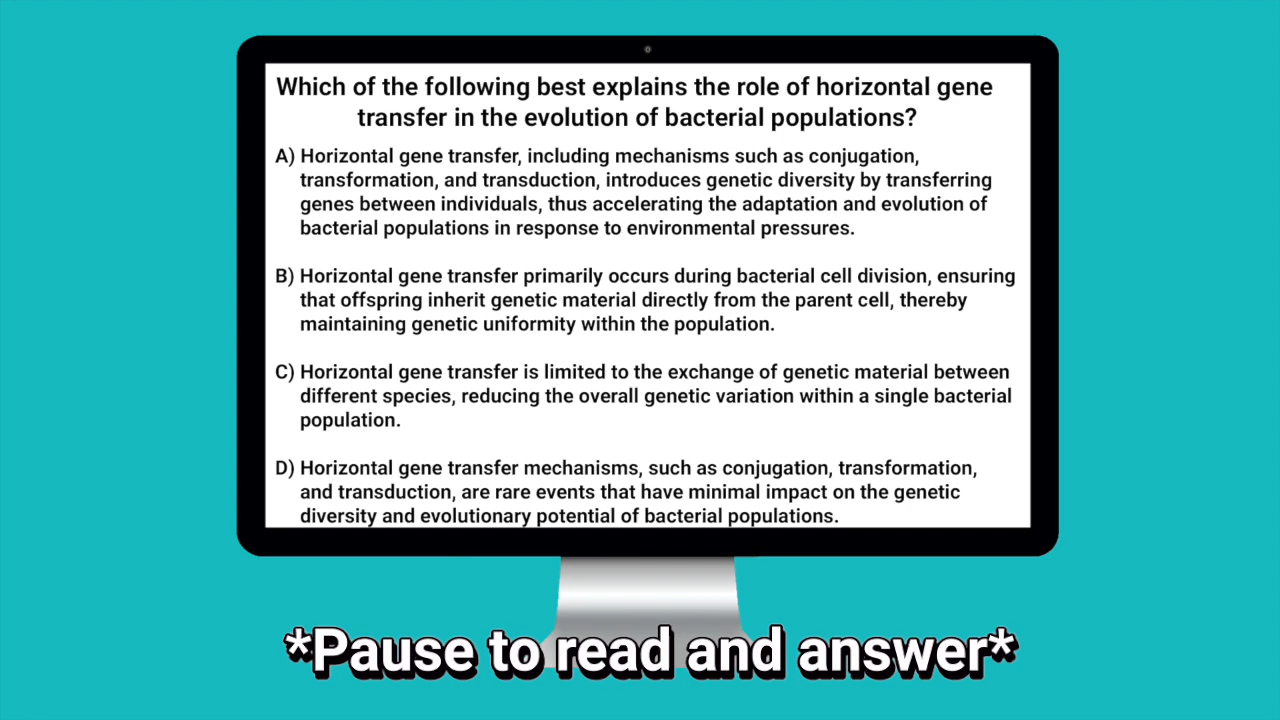 Which of the following best explains the role of horizontal gene
transfer in the evolution of bacterial populations?
A) Horizontal gene transfer, including mechanisms such as conjugation,
transformation, and transduction, introduces genetic diversity by transferring
genes between individuals, thus accelerating the adaptation and evolution of
bacterial populations in response to environmental pressures.
B) Horizontal gene transfer primarily occurs during bacterial cell division, ensuring
that offspring inherit genetic material directly from the parent cell, thereby
maintaining genetic uniformity within the population.
C) Horizontal gene transfer is limited to the exchange of genetic material between
different species, reducing the overall genetic variation within a single bacterial
population.
D) Horizontal gene transfer mechanisms, such as conjugation, transformation,
and transduction, are rare events that have minimal impact on the genetic
diversity and evolutionary potential of bacterial populations.
*Pause to read and answer*